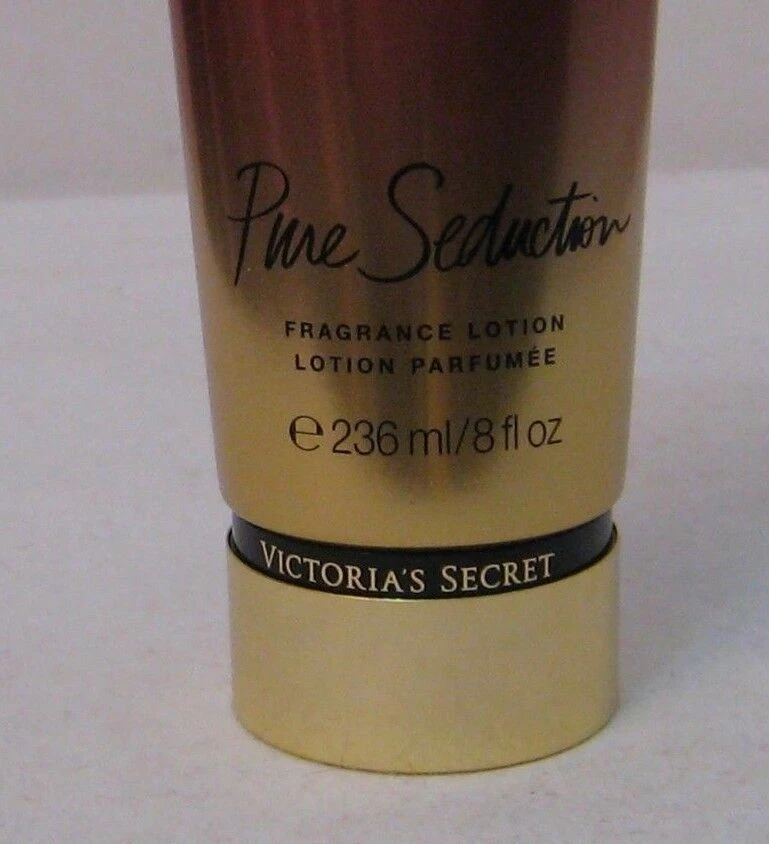 Pure Seduction
FRAGRANCE LOTION
LOTION PARFUMÉE
℮ 236 ml/8 fl oz
VICTORIA'S SECRET